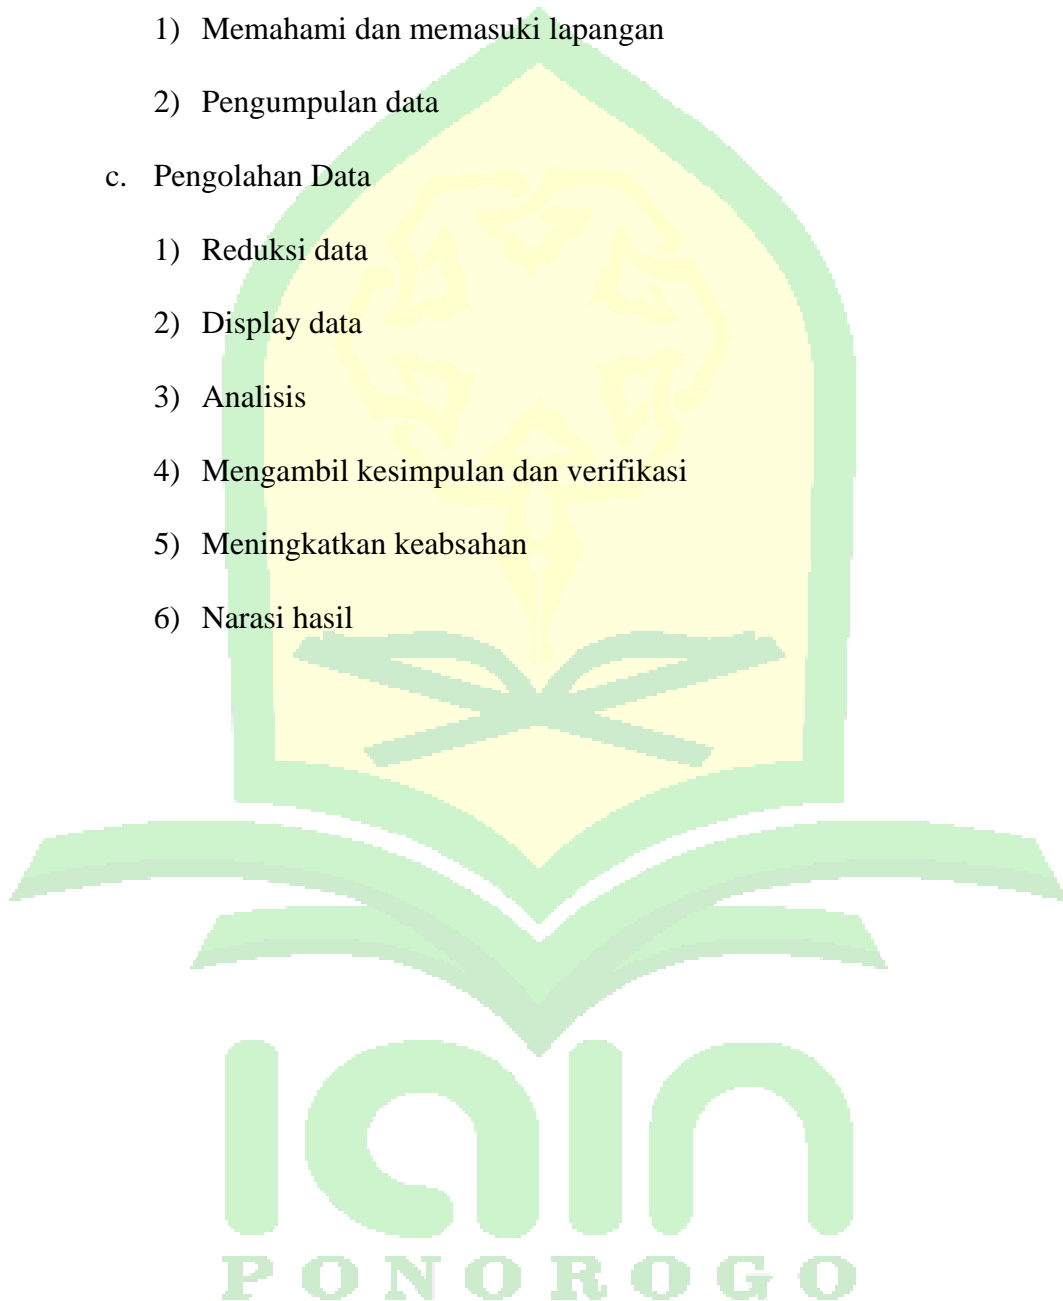 1) Memahami dan memasuki lapangan
2) Pengumpulan data
c. Pengolahan Data
1) Reduksi data
2) Display data
3) Analisis
4) Mengambil kesimpulan dan verifikasi
5) Meningkatkan keabsahan
6) Narasi hasil
iain
PONOROGO